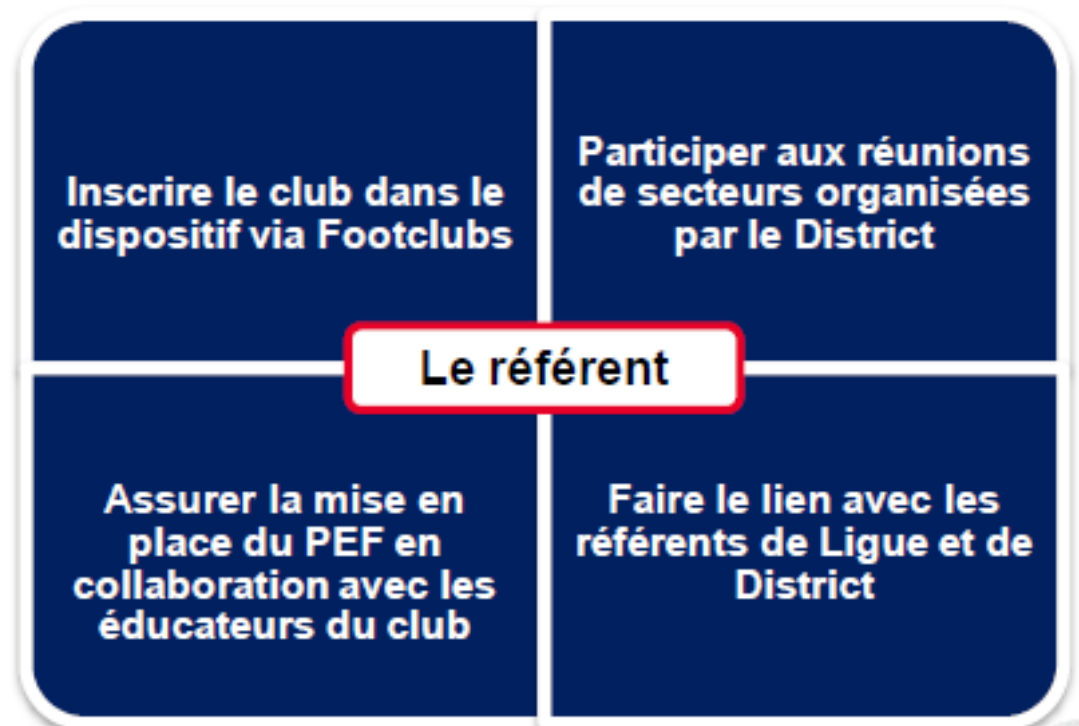 Inscrire le club dans le
dispositif via Footclubs
Participer aux réunions
de secteurs organisées
par le District
Le référent
Assurer la mise en
place du PEF en
collaboration avec les
éducateurs du club
Faire le lien avec les
référents de Ligue et de
District